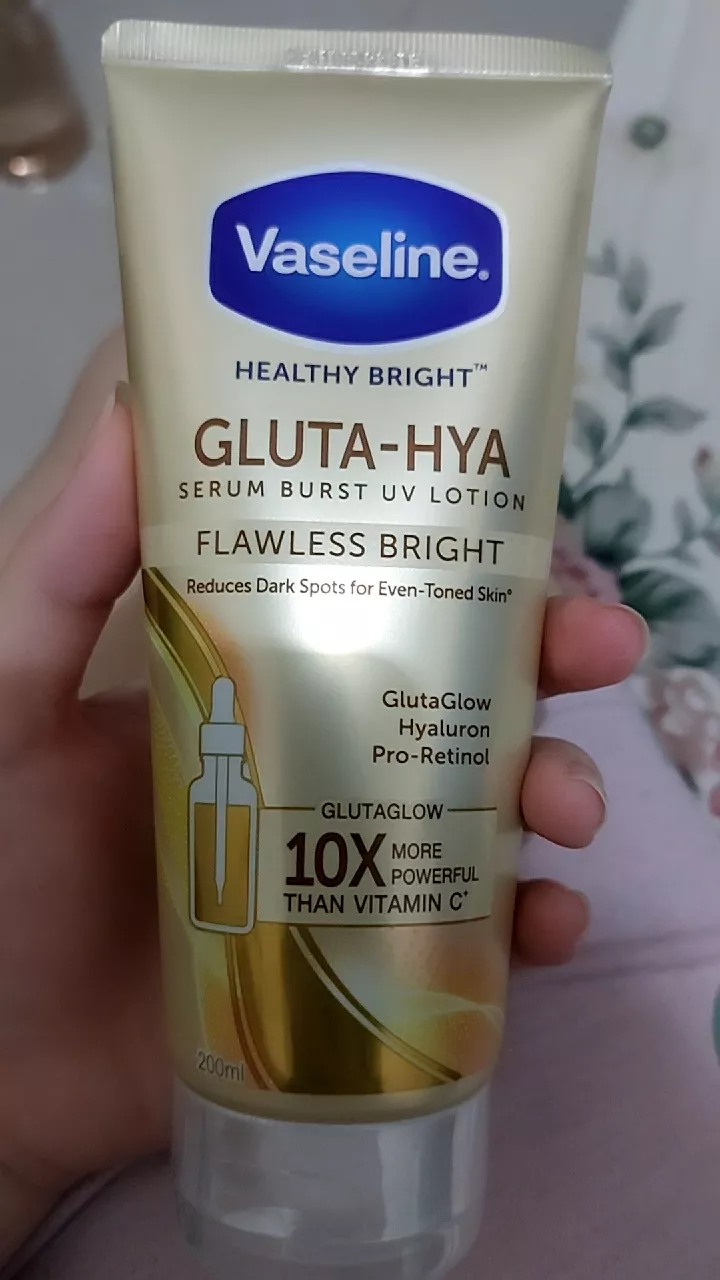 Vaseline.
HEALTHY BRIGHT™
GLUTA-HYA
SERUM BURST UV LOTION
FLAWLESS BRIGHT
Reduces Dark Spots for Even-Toned Skin°
GlutaGlow
Hyaluron
Pro-Retinol
GLUTAGLOW
10X MORE POWERFUL
THAN VITAMIN C⁺
200ml